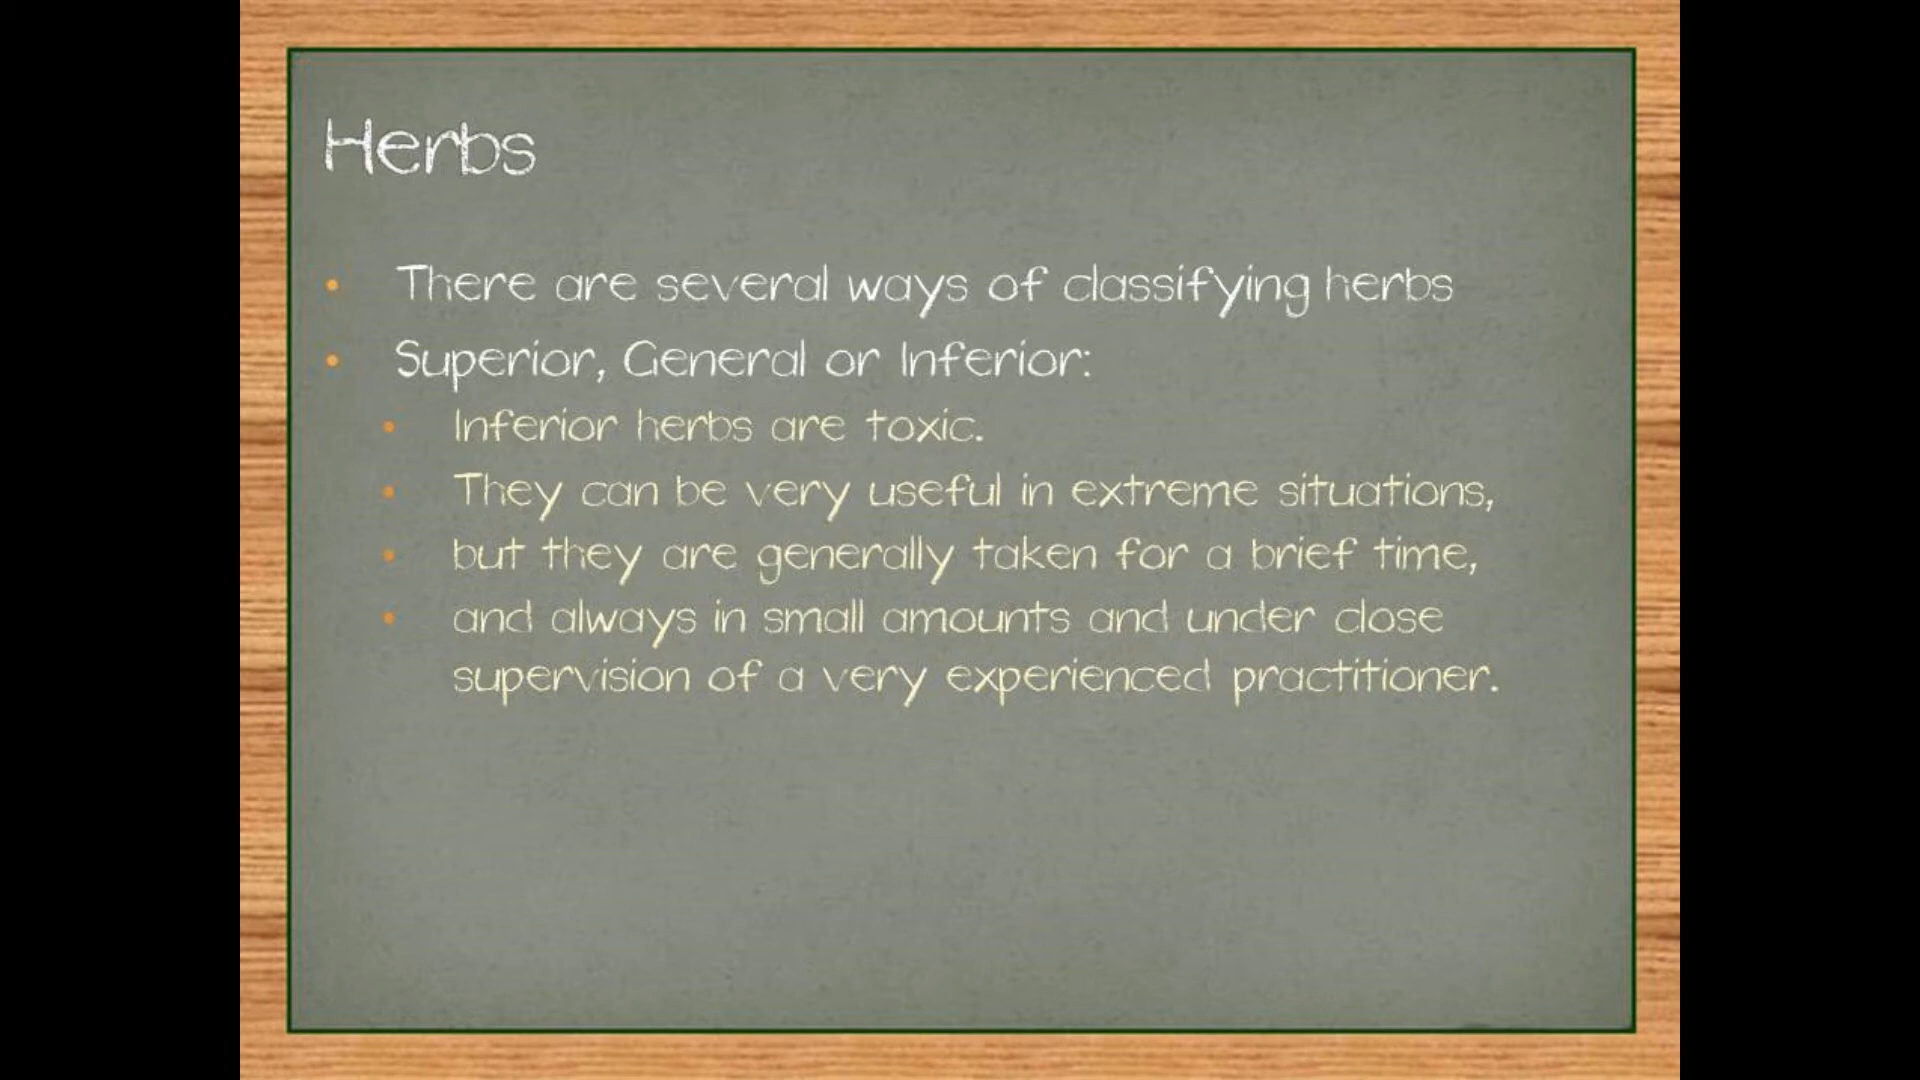 Herbs
• There are several ways of classifying herbs
• Superior, General or Inferior:
• Inferior herbs are toxic.
• They can be very useful in extreme situations,
• but they are generally taken for a brief time,
• and always in small amounts and under close
supervision of a very experienced practitioner.